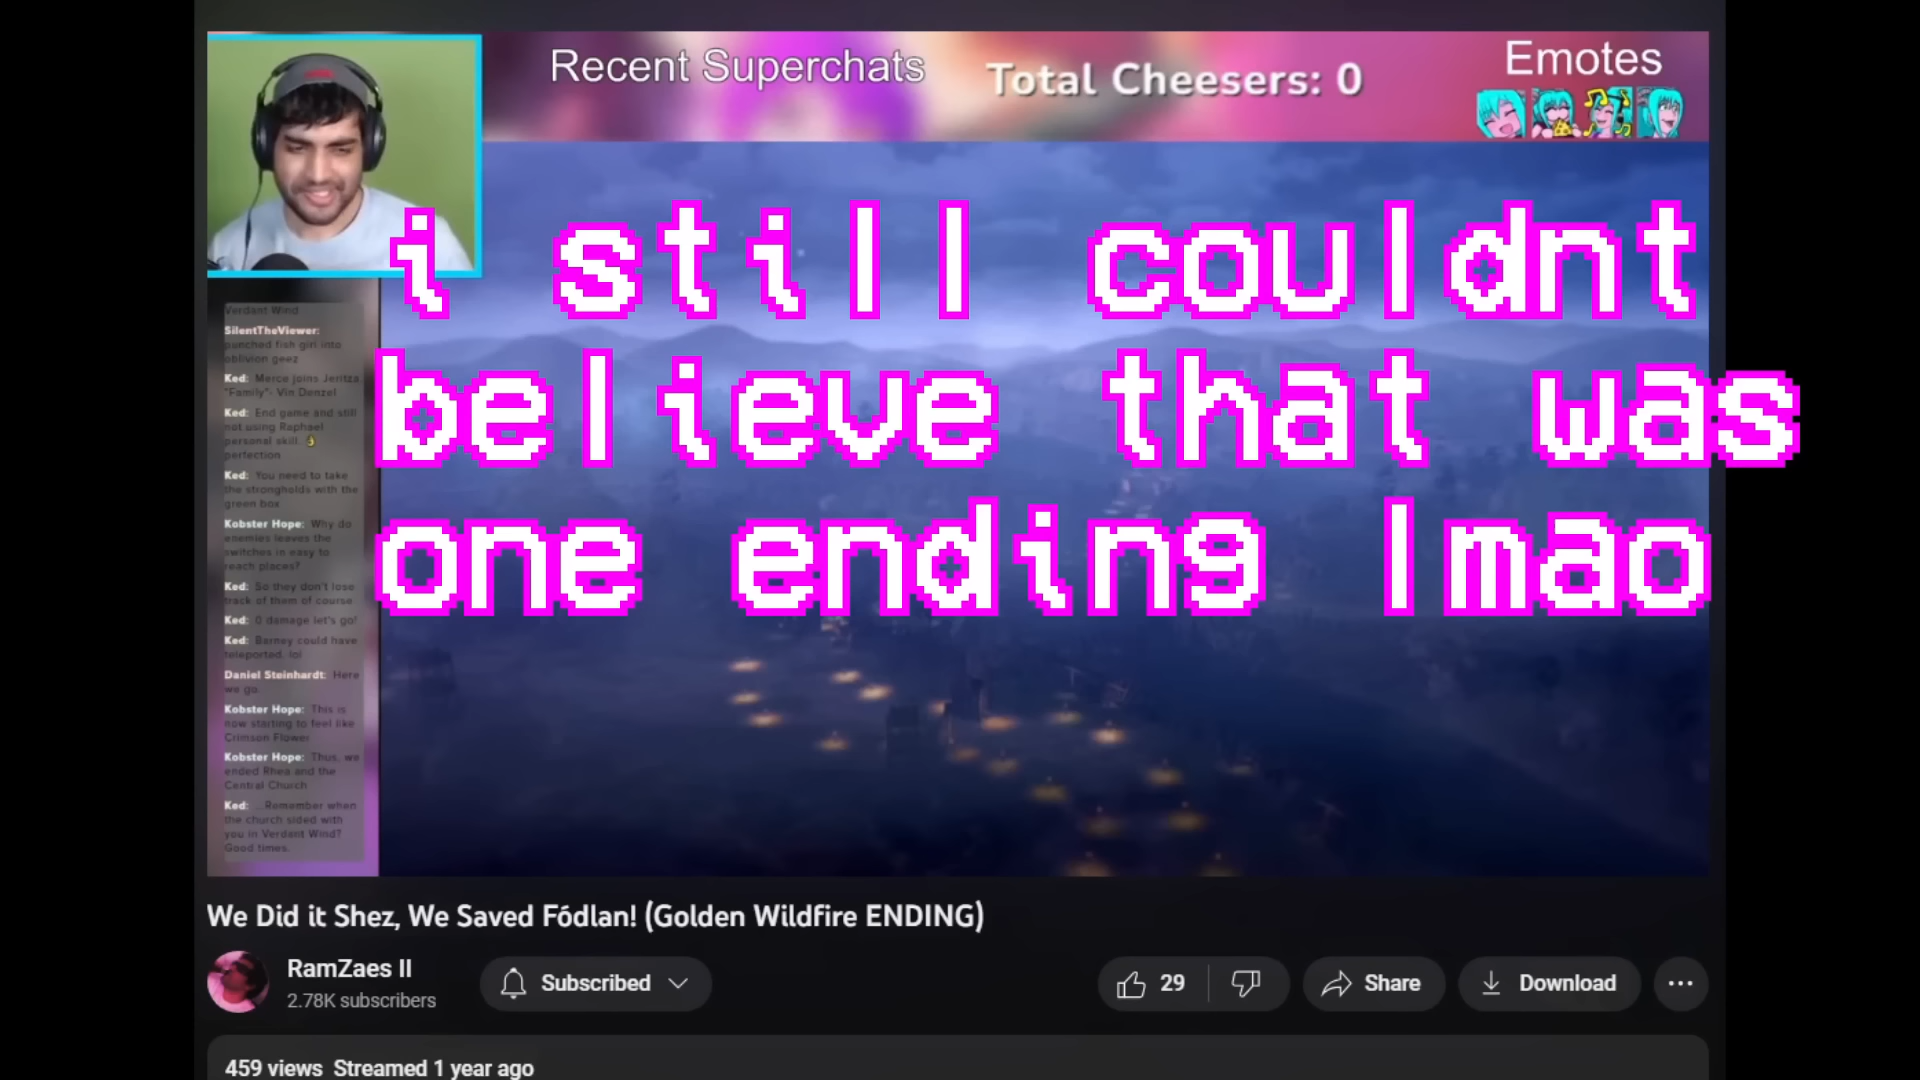 Recent Superchats
Total Cheesers: 0
Emotes
i still couldnt
believe that was
one ending lmao
Verdant Wind
SilentTheViewer:
punched fish girl into
oblivion geez
Ked: Merce joins Jeritza.
"Family"- Vin Denzel
Ked: End game and still
not using Raphael
personal skill. 👌
perfection
Ked: You need to take
the strongholds with the
green box
Kobster Hope: Why do
enemies leaves the
switches in easy to
reach places?
Ked: So they don't lose
track of them of course
Ked: 0 damage let's go!
Ked: Barney could have
teleported, lol
Daniel Steinhardt: Here
we go.
Kobster Hope: This is
now starting to feel like
Crimson Flower
Kobster Hope: Thus, we
ended Rhea and the
Central Church
Ked: ...Remember when
the church sided with
you in Verdant Wind?
Good times.
We Did it Shez, We Saved Fódlan! (Golden Wildfire ENDING)
RamZaes II
2.78K subscribers
Subscribed
29
Share
Download
459 views Streamed 1 year ago